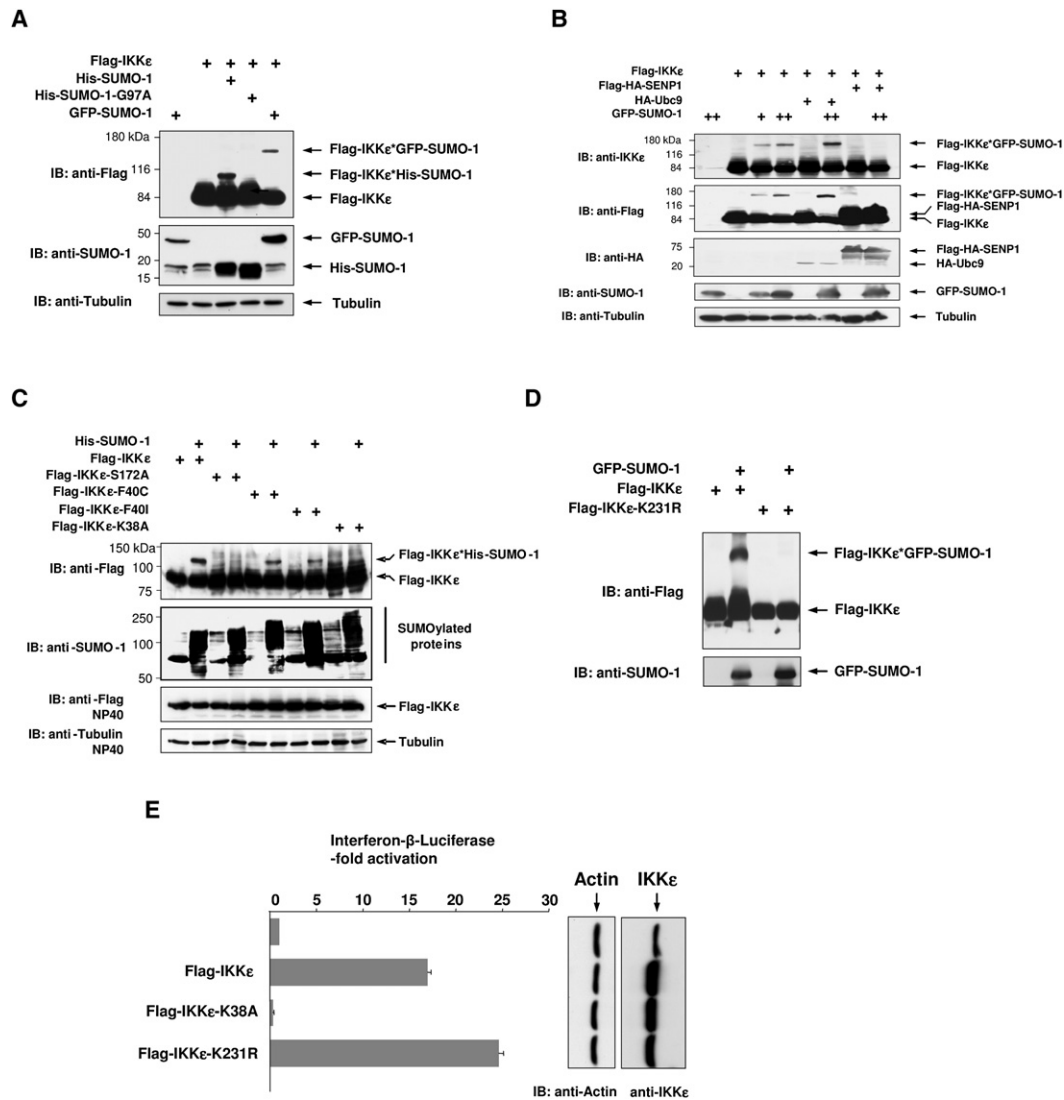 A
Flag-IKKε + + + +
His-SUMO-1 +
His-SUMO-1-G97A +
GFP-SUMO-1 + +
180 kDa
116
84
IB: anti-Flag
Flag-IKKε*GFP-SUMO-1
Flag-IKKε*His-SUMO-1
Flag-IKKε
50
20
15
IB: anti-SUMO-1
GFP-SUMO-1
His-SUMO-1
IB: anti-Tubulin
Tubulin
B
Flag-IKKε + + + + + + +
Flag-HA-SENP1 + +
HA-Ubc9 + +
GFP-SUMO-1 ++ + ++ ++ ++
180 kDa
116
84
IB: anti-IKKε
Flag-IKKε*GFP-SUMO-1
Flag-IKKε
180
116
84
IB: anti-Flag
Flag-IKKε*GFP-SUMO-1
Flag-HA-SENP1
Flag-IKKε
75
20
IB: anti-HA
Flag-HA-SENP1
HA-Ubc9
IB: anti-SUMO-1
GFP-SUMO-1
IB: anti-Tubulin
Tubulin
C
His-SUMO-1 + + + + +
Flag-IKKε + +
Flag-IKKε-S172A + +
Flag-IKKε-F40C + +
Flag-IKKε-F40I + +
Flag-IKKε-K38A + +
150 kDa
100
75
IB: anti-Flag
Flag-IKKε*His-SUMO-1
Flag-IKKε
250
100
50
IB: anti-SUMO-1
SUMOylated
proteins
IB: anti-Flag
NP40
Flag-IKKε
IB: anti-Tubulin
NP40
Tubulin
D
GFP-SUMO-1 + +
Flag-IKKε + +
Flag-IKKε-K231R + +
IB: anti-Flag
Flag-IKKε*GFP-SUMO-1
Flag-IKKε
IB: anti-SUMO-1
GFP-SUMO-1
E
Interferon-β-Luciferase
-fold activation
0 5 10 15 20 25 30
Flag-IKKε
Flag-IKKε-K38A
Flag-IKKε-K231R
Actin IKKε
IB: anti-Actin anti-IKKε